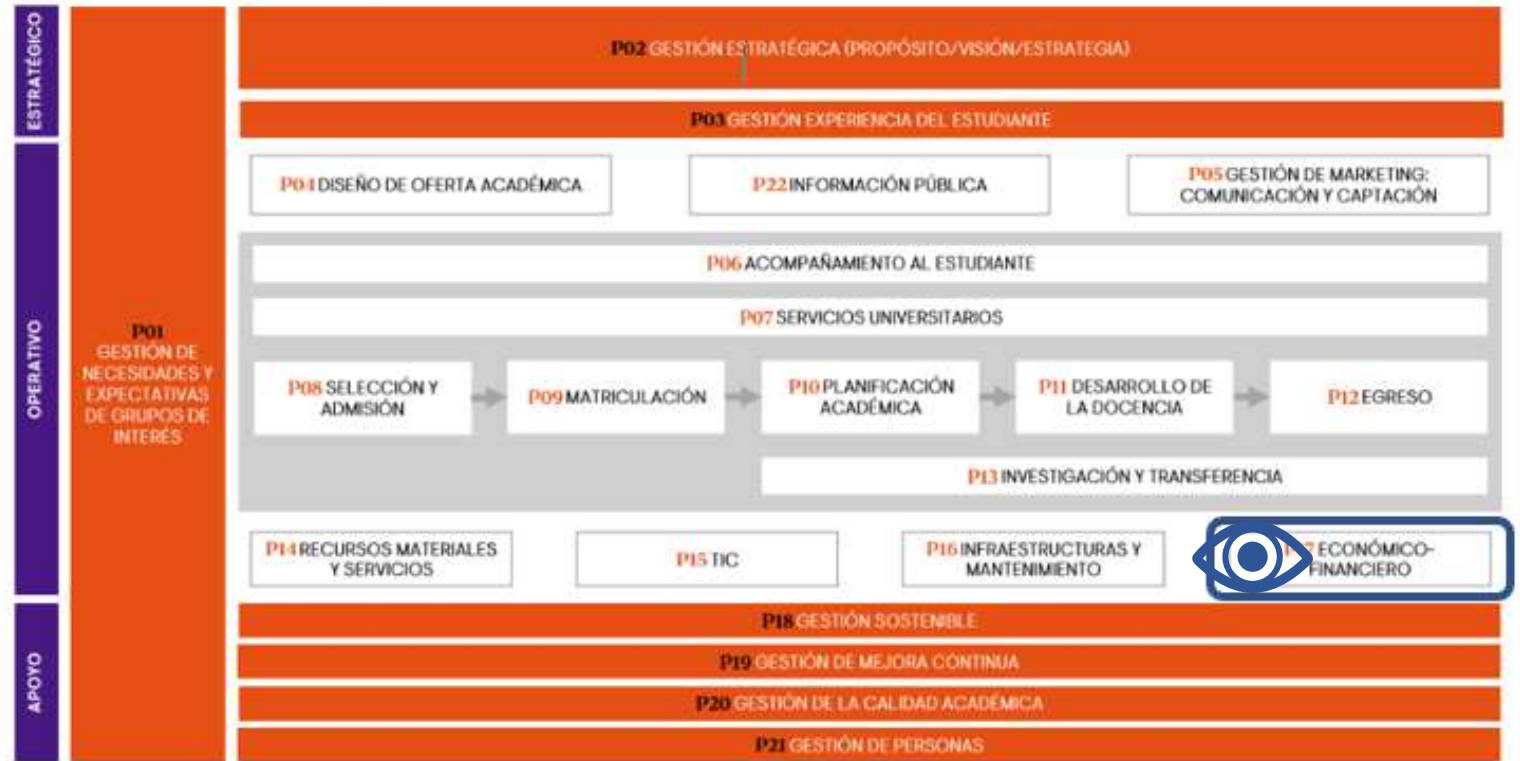 ESTRATÉGICO
P02 GESTIÓN ESTRATÉGICA (PROPÓSITO/VISIÓN/ESTRATEGIA)
P03 GESTIÓN EXPERIENCIA DEL ESTUDIANTE
OPERATIVO
P01
GESTIÓN DE
NECESIDADES Y
EXPECTATIVAS
DE GRUPOS DE
INTERÉS
P04 DISEÑO DE OFERTA ACADÉMICA
P22 INFORMACIÓN PÚBLICA
P05 GESTIÓN DE MARKETING:
COMUNICACIÓN Y CAPTACIÓN
P06 ACOMPAÑAMIENTO AL ESTUDIANTE
P07 SERVICIOS UNIVERSITARIOS
P08 SELECCIÓN Y
ADMISIÓN
P09 MATRICULACIÓN
P10 PLANIFICACIÓN
ACADÉMICA
P11 DESARROLLO DE
LA DOCENCIA
P12 EGRESO
P13 INVESTIGACIÓN Y TRANSFERENCIA
P14 RECURSOS MATERIALES
Y SERVICIOS
P15 TIC
P16 INFRAESTRUCTURAS Y
MANTENIMIENTO
ECONÓMICO-
FINANCIERO
APOYO
P18 GESTIÓN SOSTENIBLE
P19 GESTIÓN DE MEJORA CONTINUA
P20 GESTIÓN DE LA CALIDAD ACADÉMICA
P21 GESTIÓN DE PERSONAS